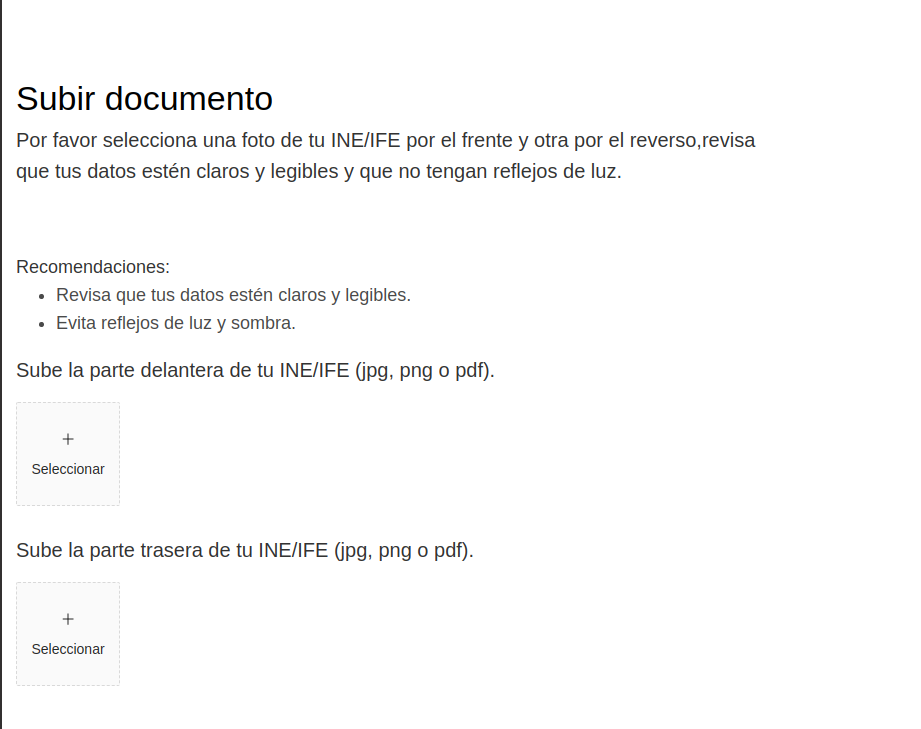 Subir documento
Por favor selecciona una foto de tu INE/IFE por el frente y otra por el reverso,revisa
que tus datos estén claros y legibles y que no tengan reflejos de luz.
Recomendaciones:
• Revisa que tus datos estén claros y legibles.
• Evita reflejos de luz y sombra.
Sube la parte delantera de tu INE/IFE (jpg, png o pdf).
+
Seleccionar
Sube la parte trasera de tu INE/IFE (jpg, png o pdf).
+
Seleccionar